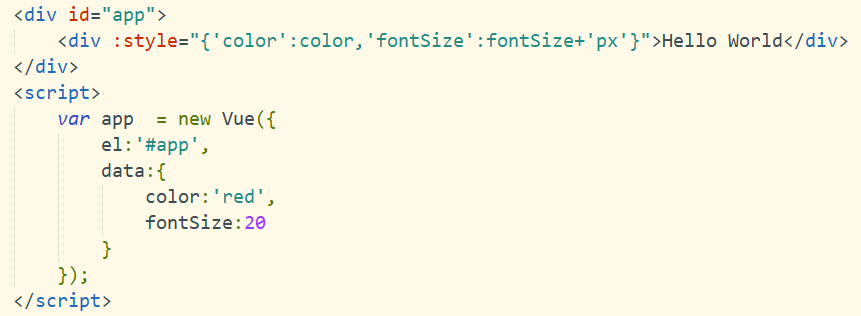 <div id="app">
    <div :style="{'color':color,'fontSize':fontSize+'px'}">Hello World</div>
</div>
<script>
    var app  = new Vue({
        el:'#app',
        data:{
            color:'red',
            fontSize:20
        }
    });
</script>